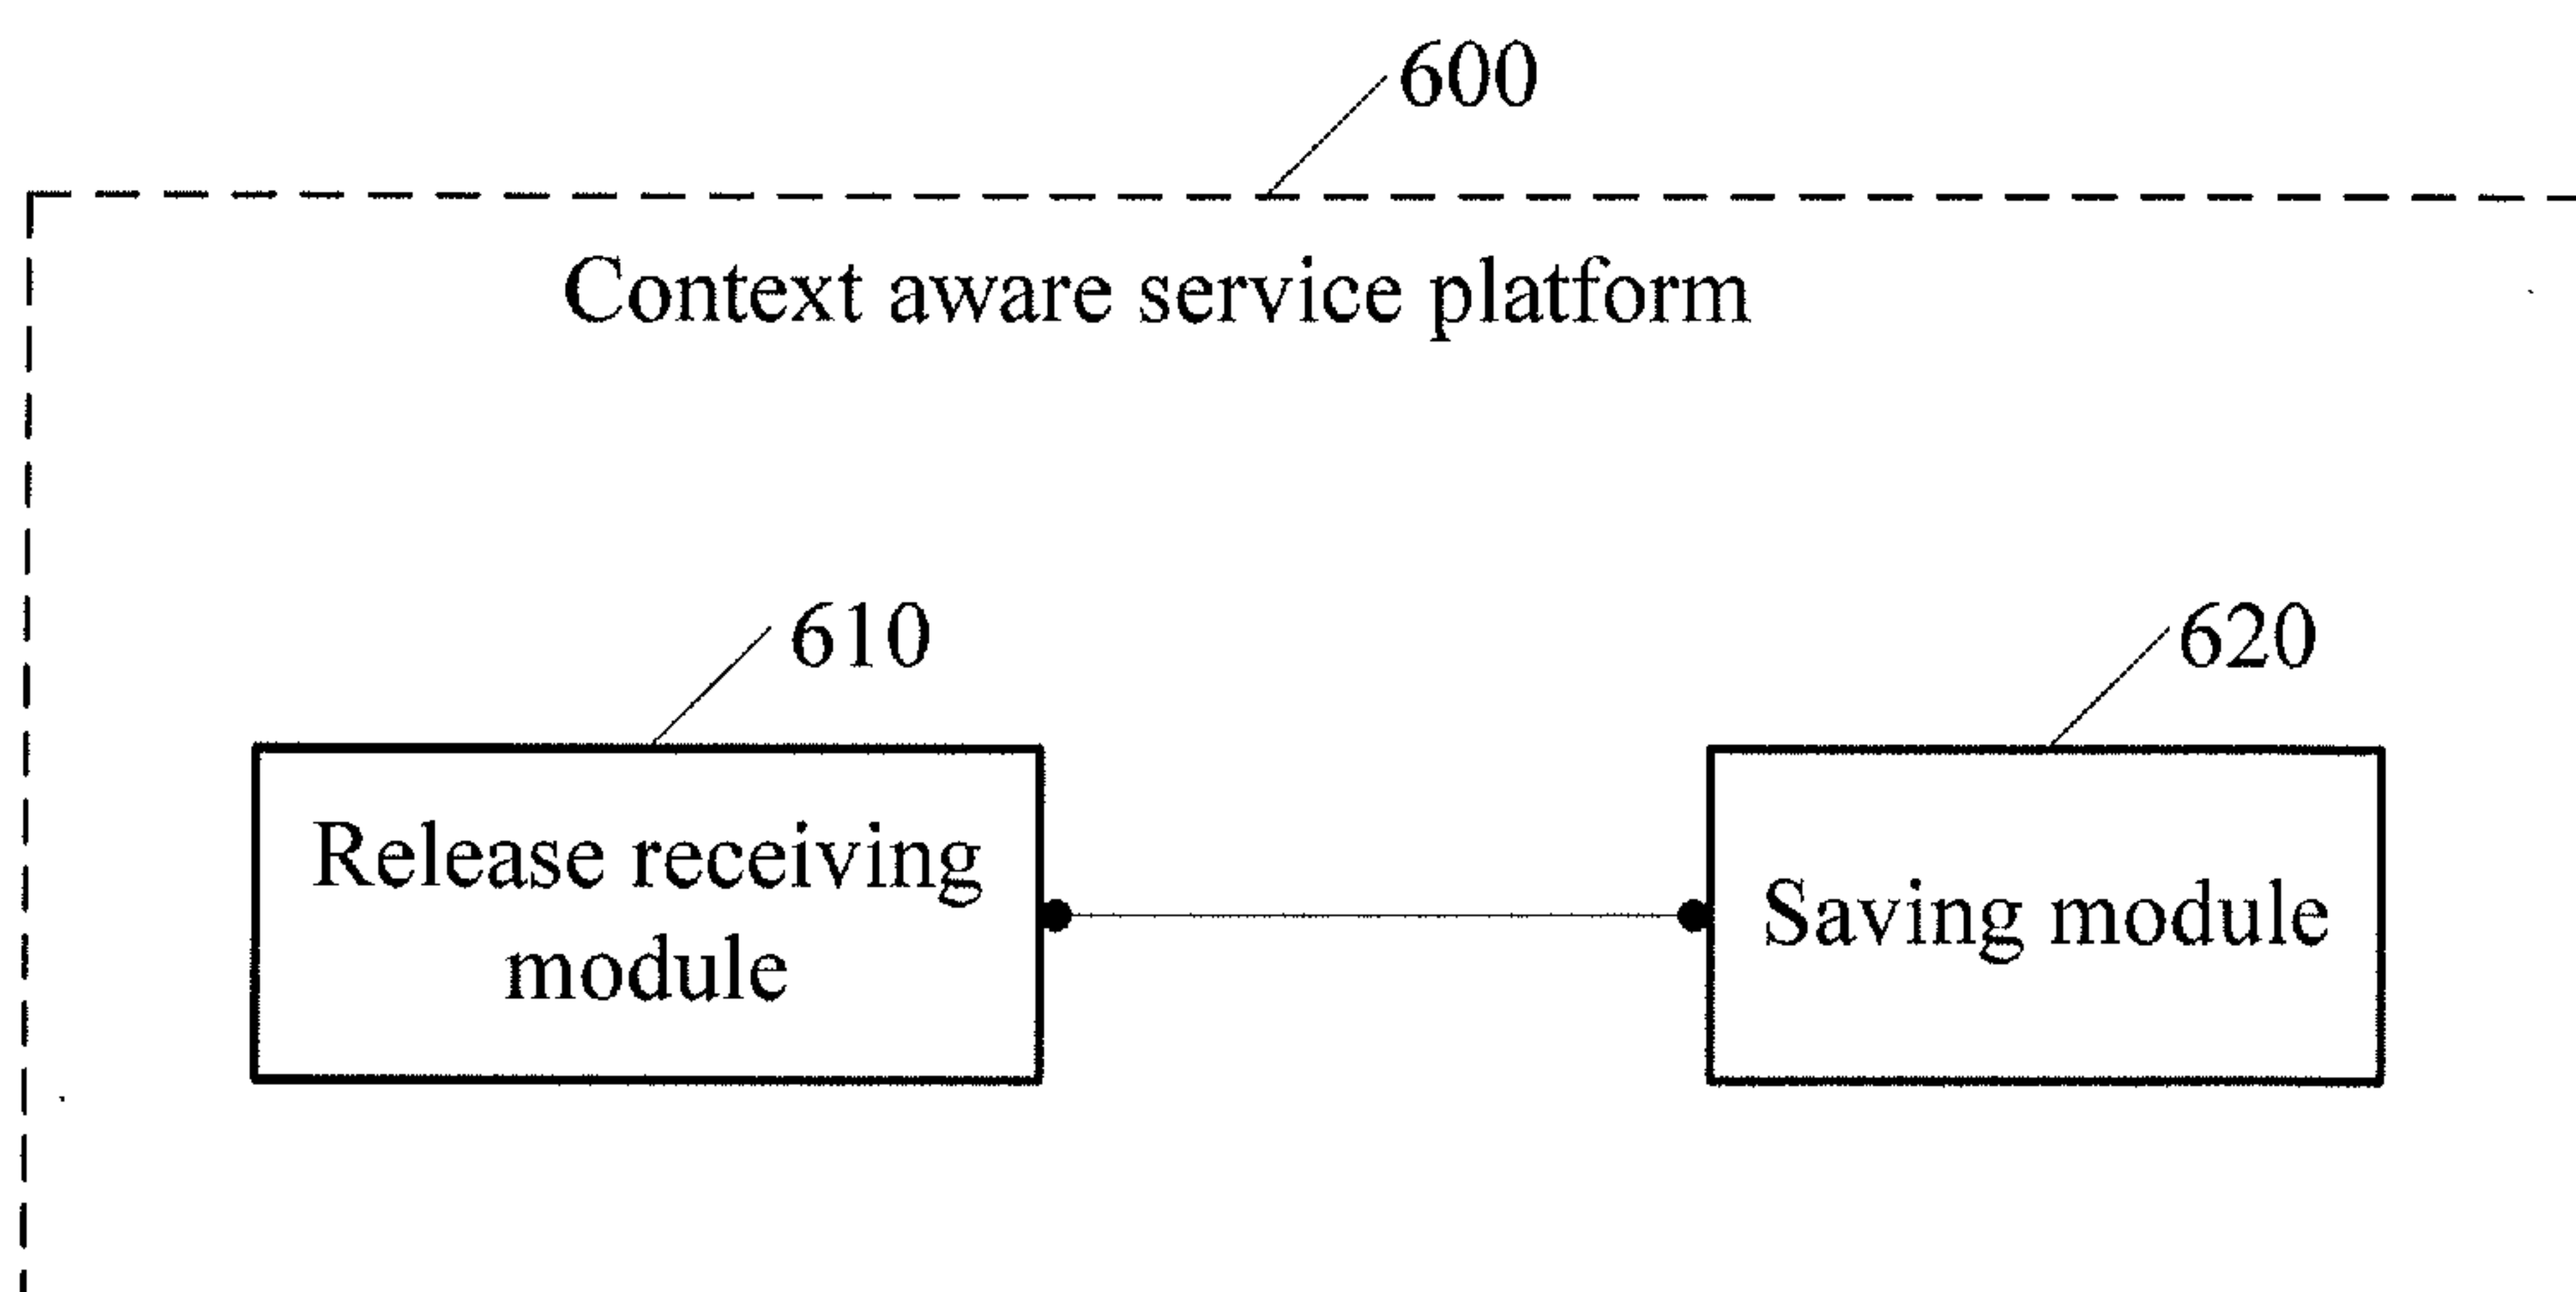 600
Context aware service platform
610
620
Release receiving
module
Saving module